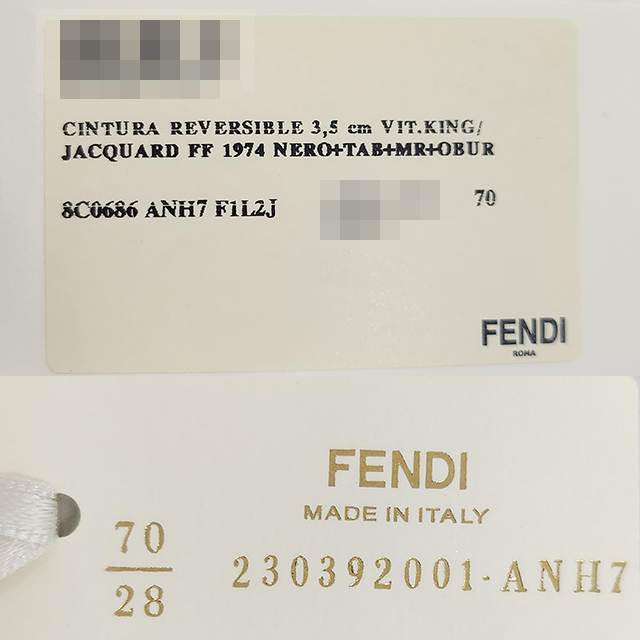 CINTURA REVERSIBLE 3,5 cm VIT.KING/
JACQUARD FF 1974 NERO+TAB+MR+OBUR
8C0686 ANH7 F1L2J 70
FENDI
ROMA
FENDI
MADE IN ITALY
70
28
230392001-ANH7